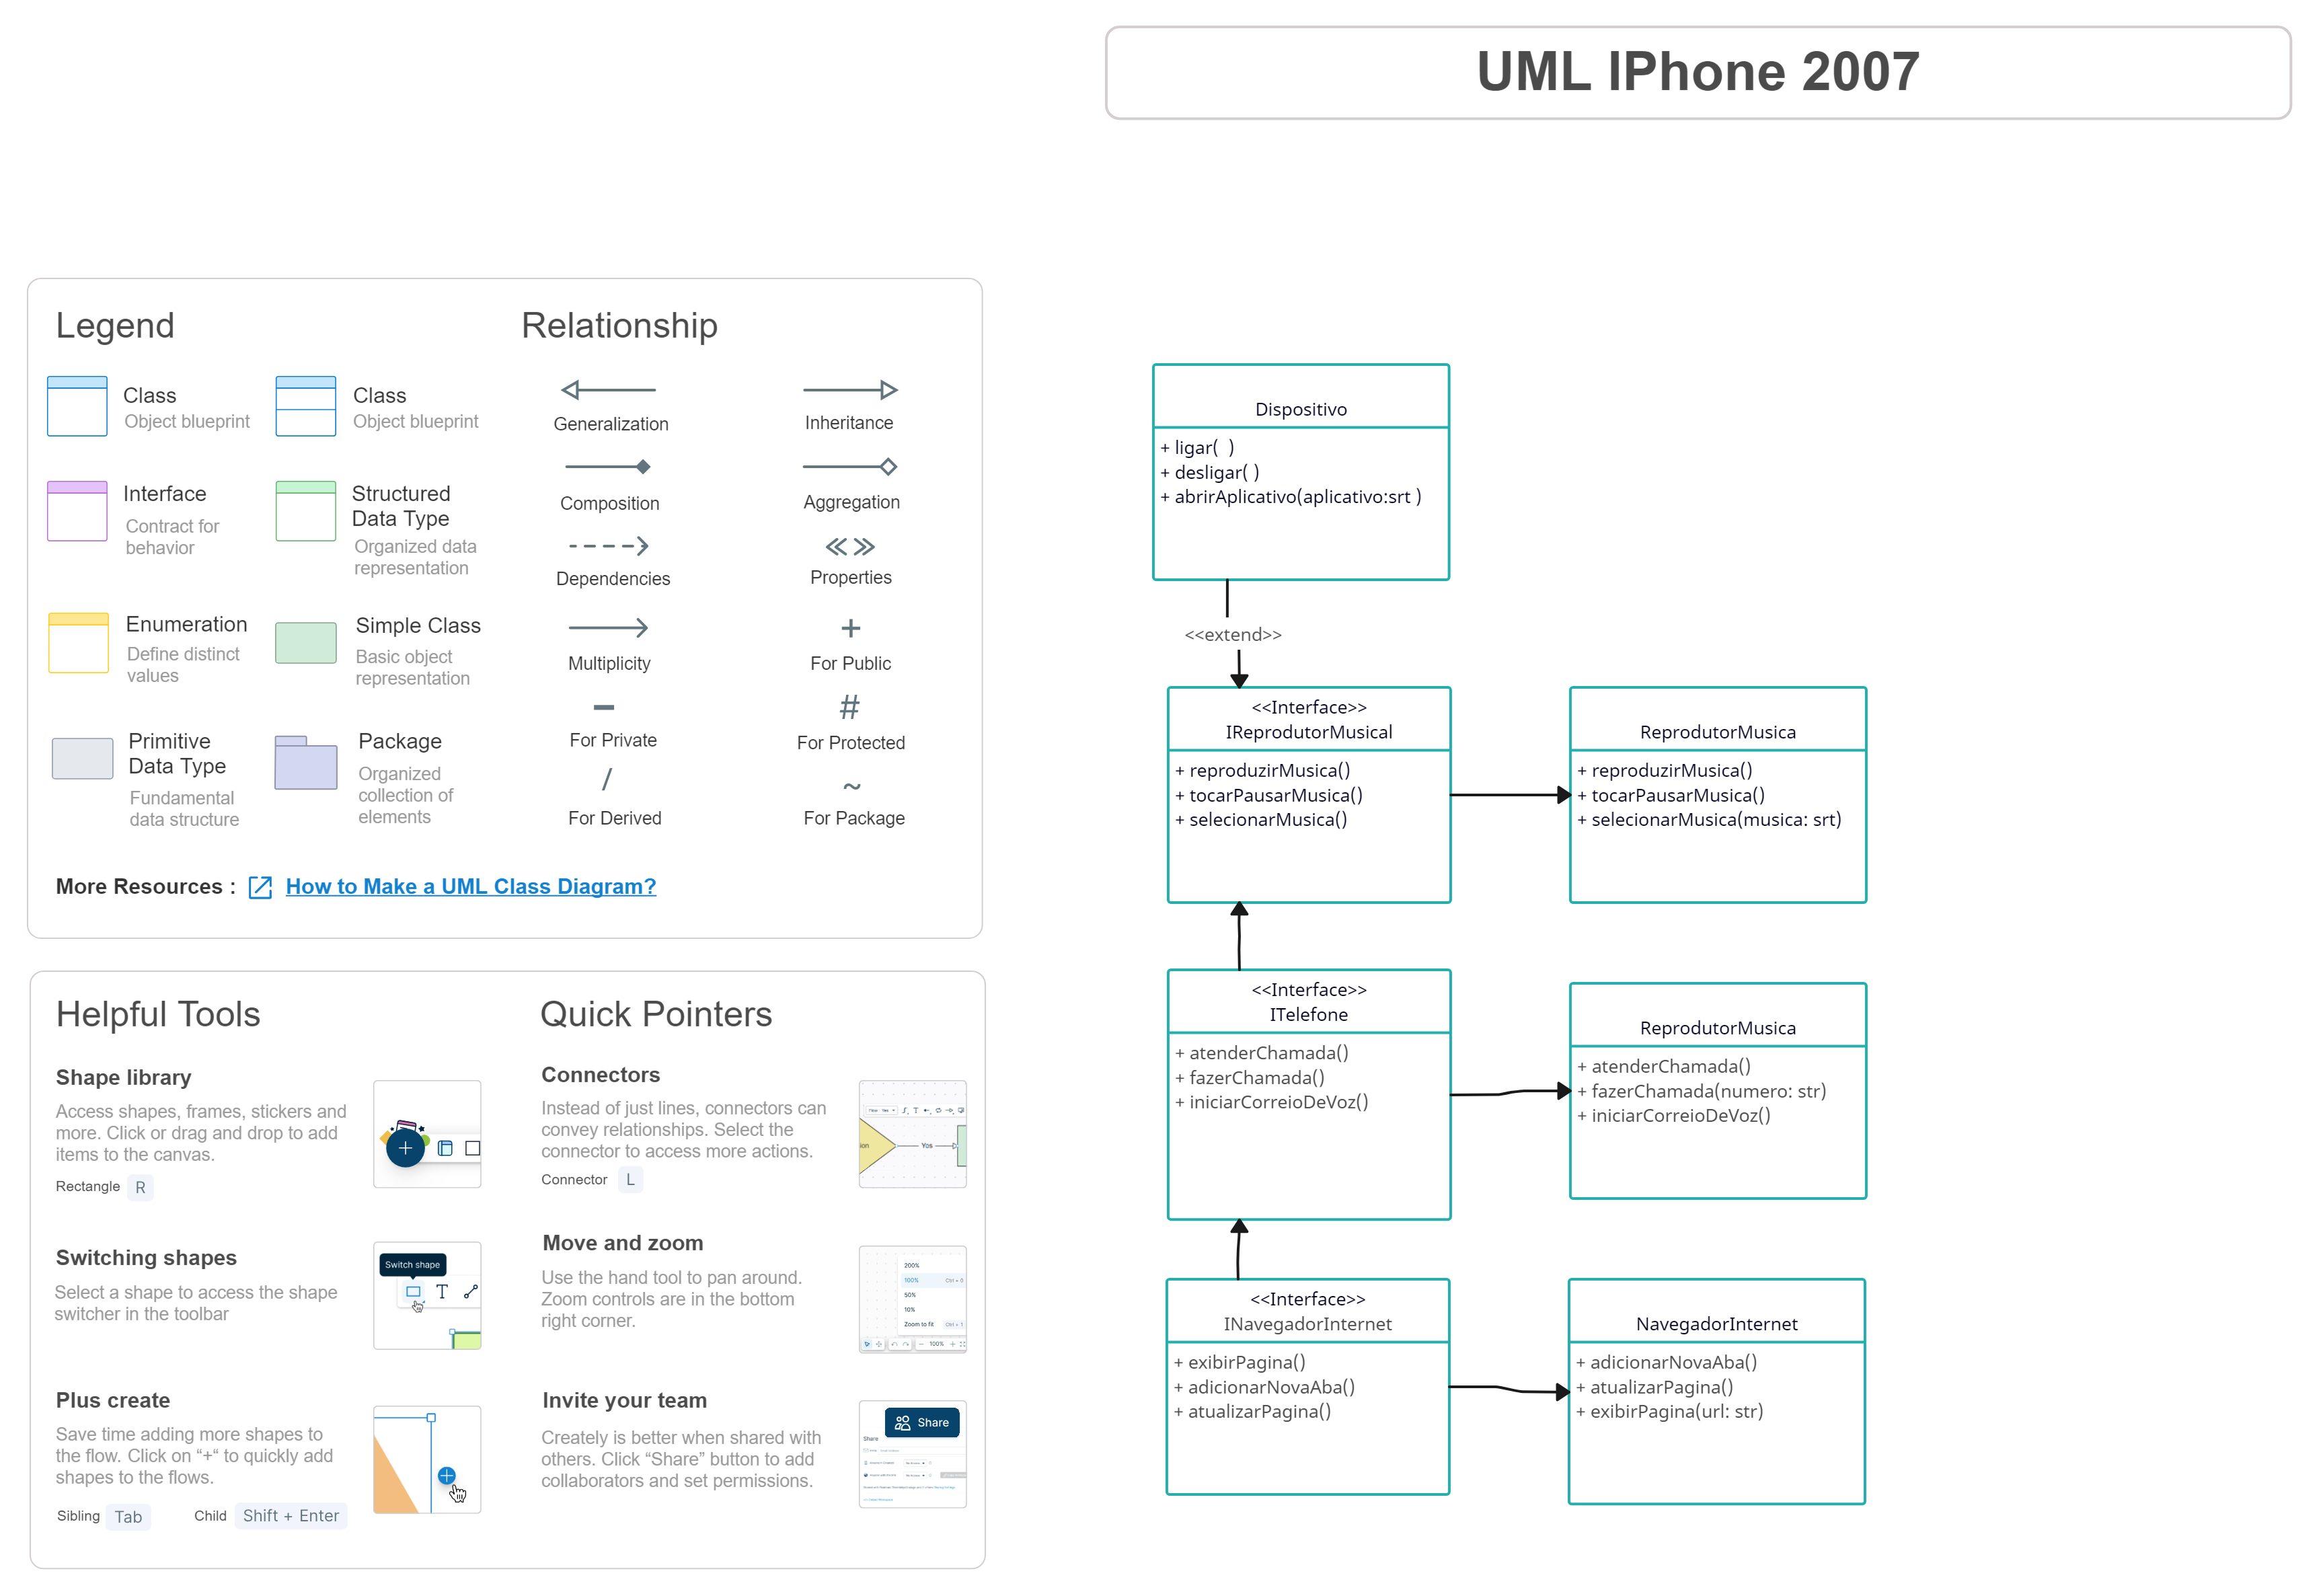 UML IPhone 2007
Legend
Relationship
Class
Object blueprint
Class
Object blueprint
Generalization
Inheritance
Interface
Contract for
behavior
Structured
Data Type
Organized data
representation
Composition
Aggregation
Dependencies
Properties
Enumeration
Define distinct
values
Simple Class
Basic object
representation
Multiplicity
+
For Public
Primitive
Data Type
Fundamental
data structure
Package
Organized
collection of
elements
For Private
#
For Protected
/
For Derived
~
For Package
More Resources :
How to Make a UML Class Diagram?
Helpful Tools
Shape library
Access shapes, frames, stickers and
more. Click or drag and drop to add
items to the canvas.
Rectangle R
Switching shapes
Select a shape to access the shape
switcher in the toolbar
Switch shape
T
Plus create
Save time adding more shapes to
the flow. Click on “+“ to quickly add
shapes to the flows.
Sibling Tab Child Shift + Enter
Quick Pointers
Connectors
Instead of just lines, connectors can
convey relationships. Select the
connector to access more actions.
Connector L
Yes
Move and zoom
Use the hand tool to pan around.
Zoom controls are in the bottom
right corner.
200%
100%
50%
10%
Zoom to fit
100%
Invite your team
Creately is better when shared with
others. Click “Share” button to add
collaborators and set permissions.
Share
Share
Dispositivo
+ ligar(  )
+ desligar( )
+ abrirAplicativo(aplicativo:srt )
<<extend>>
<<Interface>>
IReprodutorMusical
+ reproduzirMusica()
+ tocarPausarMusica()
+ selecionarMusica()
ReprodutorMusica
+ reproduzirMusica()
+ tocarPausarMusica()
+ selecionarMusica(musica: srt)
<<Interface>>
ITelefone
+ atenderChamada()
+ fazerChamada()
+ iniciarCorreioDeVoz()
ReprodutorMusica
+ atenderChamada()
+ fazerChamada(numero: str)
+ iniciarCorreioDeVoz()
<<Interface>>
INavegadorInternet
+ exibirPagina()
+ adicionarNovaAba()
+ atualizarPagina()
NavegadorInternet
+ adicionarNovaAba()
+ atualizarPagina()
+ exibirPagina(url: str)